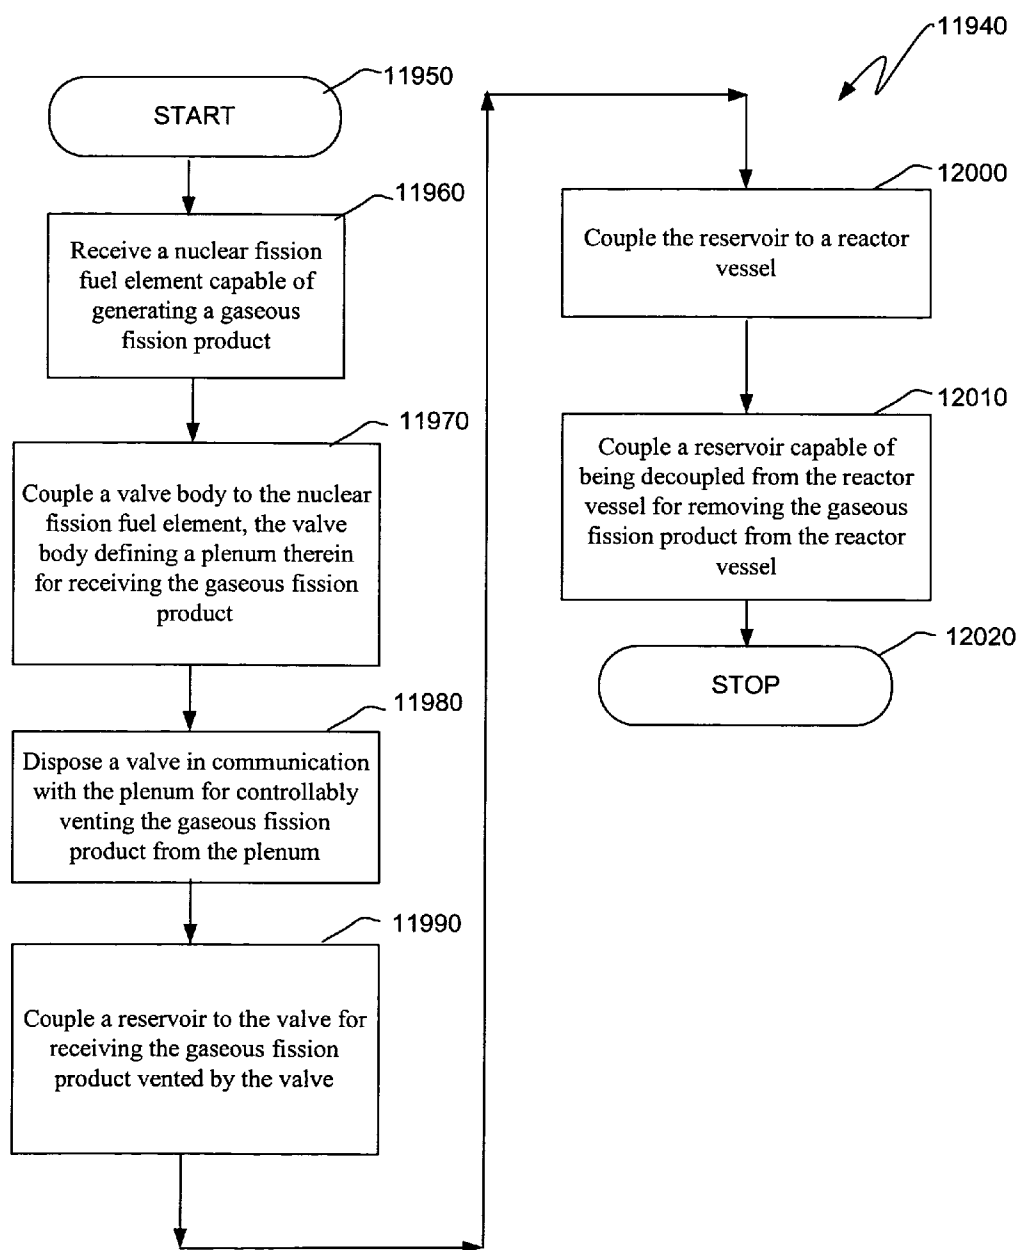 11950
START
11960
Receive a nuclear fission
fuel element capable of
generating a gaseous
fission product
11970
Couple a valve body to the nuclear
fission fuel element, the valve
body defining a plenum therein
for receiving the gaseous fission
product
11980
Dispose a valve in communication
with the plenum for controllably
venting the gaseous fission
product from the plenum
11990
Couple a reservoir to the valve for
receiving the gaseous fission
product vented by the valve
11940
12000
Couple the reservoir to a reactor
vessel
12010
Couple a reservoir capable of
being decoupled from the reactor
vessel for removing the gaseous
fission product from the reactor
vessel
12020
STOP